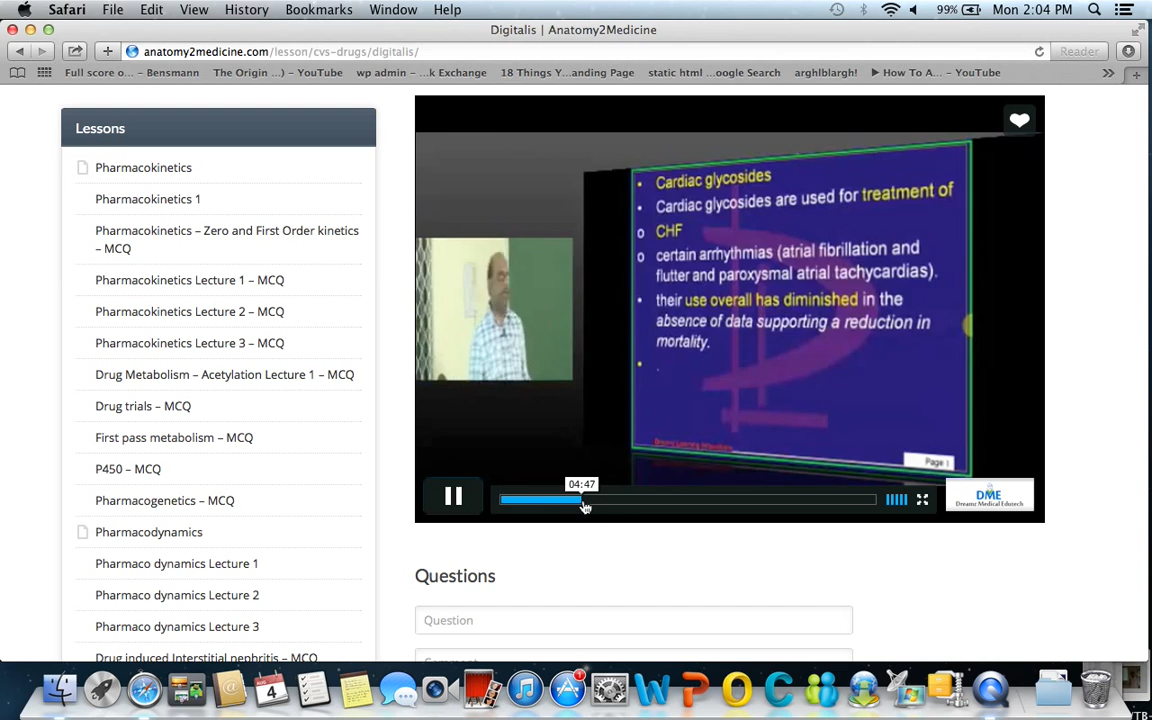 Safari File Edit View History Bookmarks Window Help 99% Mon 2:04 PM
Digitalis | Anatomy2Medicine
anatomy2medicine.com/lesson/cvs-drugs/digitalis/ Reader
Full score o... – Bensmann The Origin ...) – YouTube wp admin – ...k Exchange 18 Things Y...anding Page static html ...oogle Search arghlblargh! How To A... – YouTube
Lessons
Pharmacokinetics
Pharmacokinetics 1
Pharmacokinetics – Zero and First Order kinetics
– MCQ
Pharmacokinetics Lecture 1 – MCQ
Pharmacokinetics Lecture 2 – MCQ
Pharmacokinetics Lecture 3 – MCQ
Drug Metabolism – Acetylation Lecture 1 – MCQ
Drug trials – MCQ
First pass metabolism – MCQ
P450 – MCQ
Pharmacogenetics – MCQ
Pharmacodynamics
Pharmaco dynamics Lecture 1
Pharmaco dynamics Lecture 2
Pharmaco dynamics Lecture 3
Drug induced Interstitial nephritis – MCQ
• Cardiac glycosides
• Cardiac glycosides are used for treatment of
o CHF
o certain arrhythmias (atrial fibrillation and
flutter and paroxysmal atrial tachycardias).
• their use overall has diminished in the
absence of data supporting a reduction in
mortality.
• .
Page 1
04:47
DME
Dreamz Medical Edutech
Questions
Question
4
1